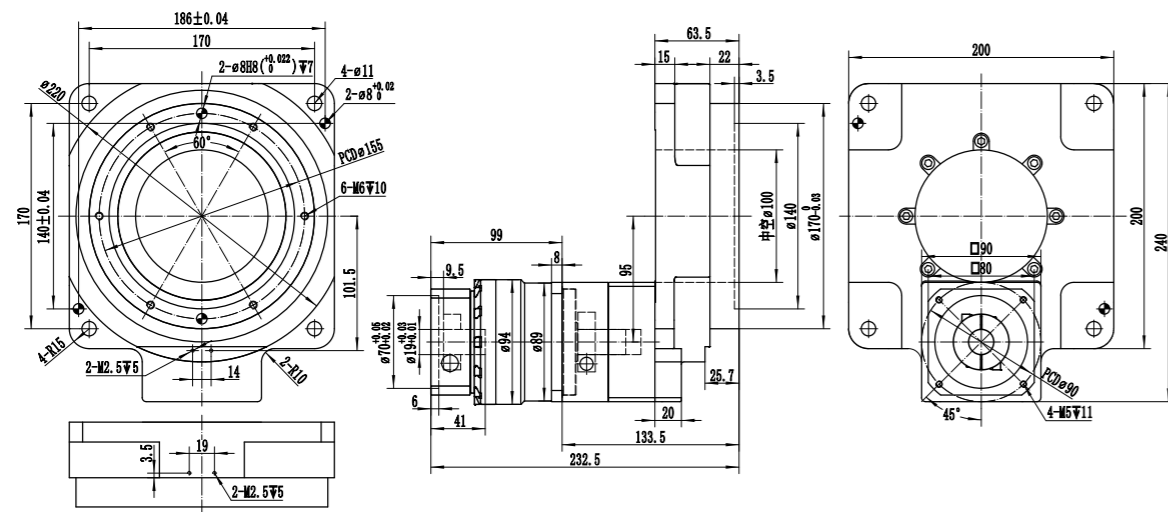 186±0.04
170
2-ø8H8(+0.022 0)↧7
4-ø11
2-ø8+0.02 0
ø220
60°
PCDø155
6-M6↧10
170
140±0.04
101.5
4-R15
2-M2.5↧5
14
2-R10
3.5
19
2-M2.5↧5
63.5
15
22
3.5
99
8
9.5
95
中空ø100
ø140
ø170 0 -0.03
ø70+0.05 +0.02
ø19+0.03 +0.01
ø94
ø89
6
41
25.7
20
133.5
232.5
200
□90
□80
200
240
PCDø90
45°
4-M5↧11